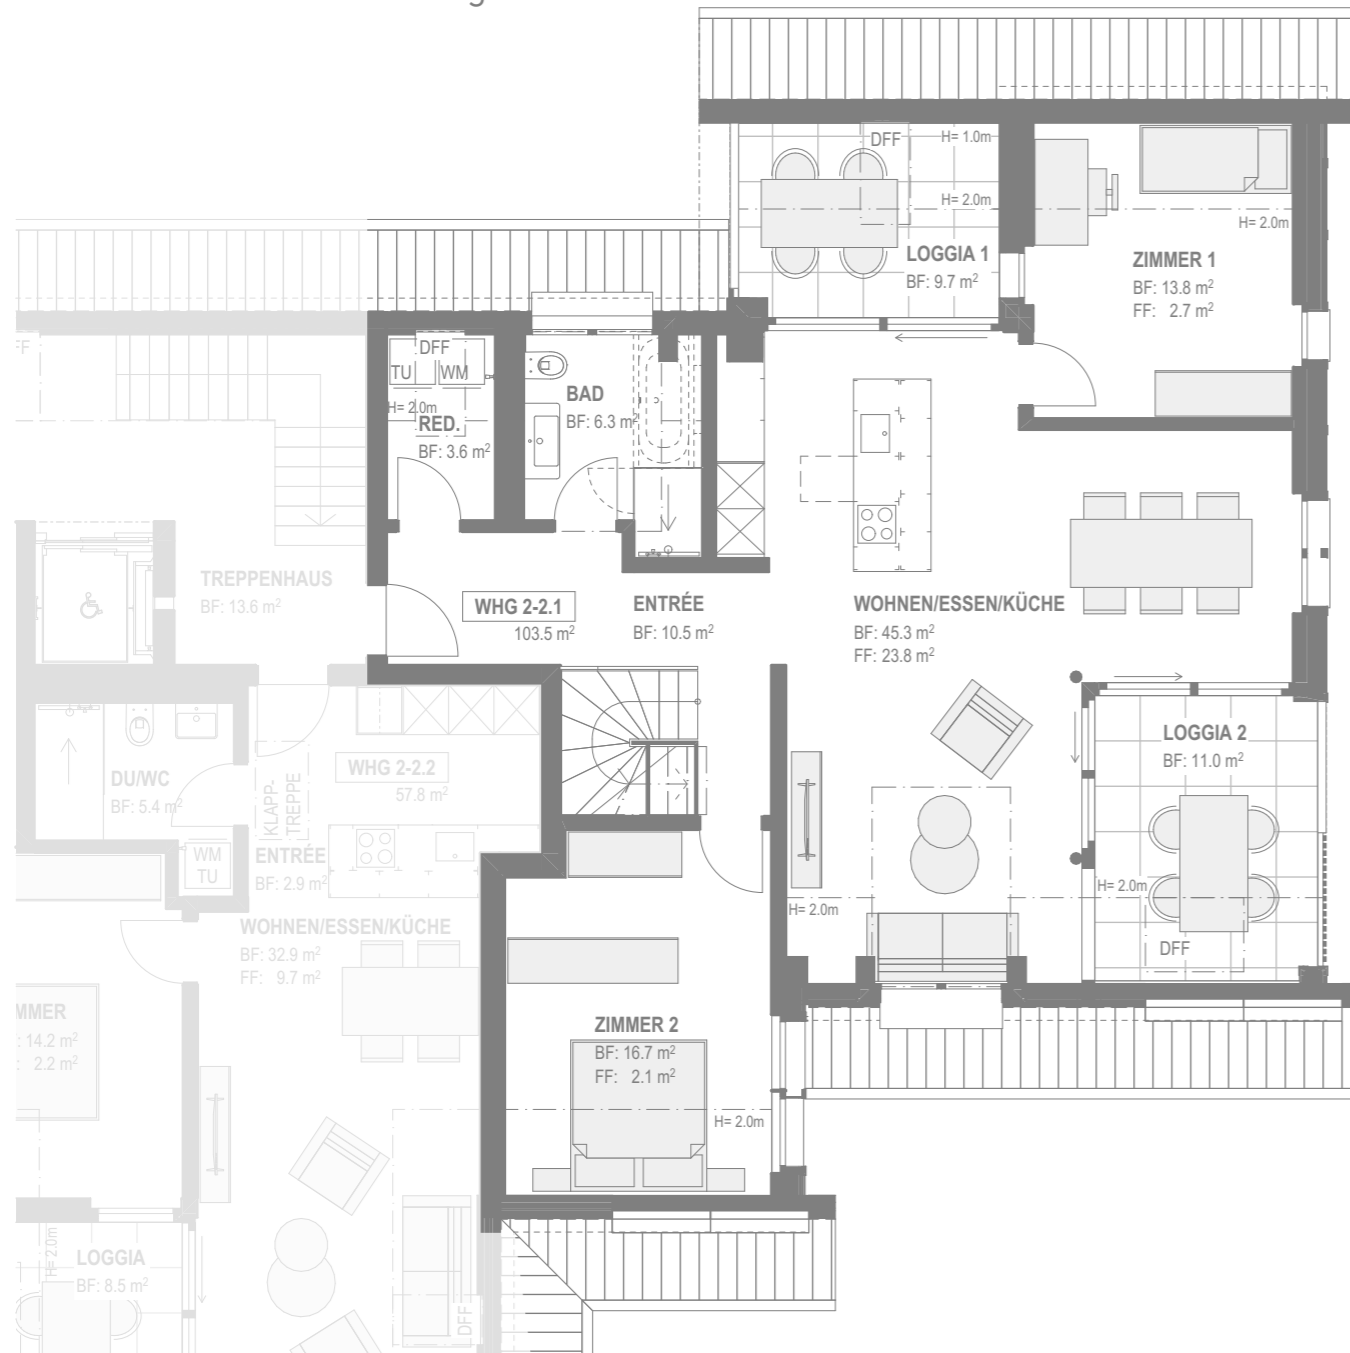 DFF
H= 1.0m
H= 2.0m
LOGGIA 1
BF: 9.7 m²
ZIMMER 1
BF: 13.8 m²
FF: 2.7 m²
H= 2.0m
DFF
TU WM
H= 2.0m
RED.
BF: 3.6 m²
BAD
BF: 6.3 m²
TREPPENHAUS
BF: 13.6 m²
WHG 2-2.1
103.5 m²
ENTRÉE
BF: 10.5 m²
WOHNEN/ESSEN/KÜCHE
BF: 45.3 m²
FF: 23.8 m²
LOGGIA 2
BF: 11.0 m²
H= 2.0m
DFF
H= 2.0m
DU/WC
BF: 5.4 m²
KLAPP-
TREPPE
WHG 2-2.2
57.8 m²
WM
TU
ENTRÉE
BF: 2.9 m²
WOHNEN/ESSEN/KÜCHE
BF: 32.9 m²
FF: 9.7 m²
MMER
: 14.2 m²
: 2.2 m²
ZIMMER 2
BF: 16.7 m²
FF: 2.1 m²
H= 2.0m
H= 2.0m
LOGGIA
BF: 8.5 m²
DFF